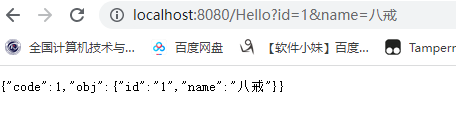 localhost:8080/Hello?id=1&name=八戒
全国计算机技术与... 百度网盘 【软件小妹】百度... Tamperm
{"code":1,"obj":{"id":"1","name":"八戒"}}